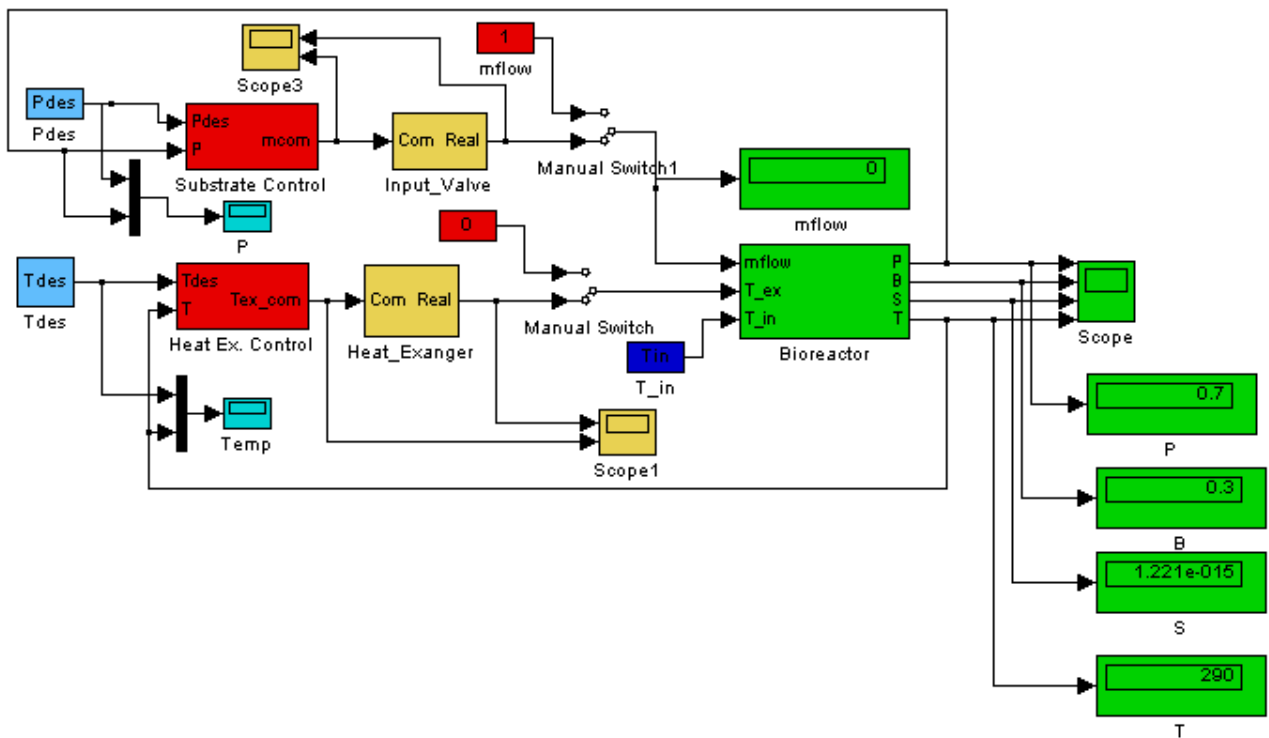 1
mflow
Scope3
Pdes
Pdes
Pdes
P
mcom
Substrate Control
Com Real
Input_Valve
Manual Switch1
0
mflow
P
0
Tdes
Tdes
Tdes
T
Tex_com
Heat Ex. Control
Com Real
Heat_Exanger
Manual Switch
mflow
T_ex
T_in
P
B
S
T
Bioreactor
Scope
Tin
T_in
Temp
Scope1
0.7
P
0.3
B
1.221e-015
S
290
T